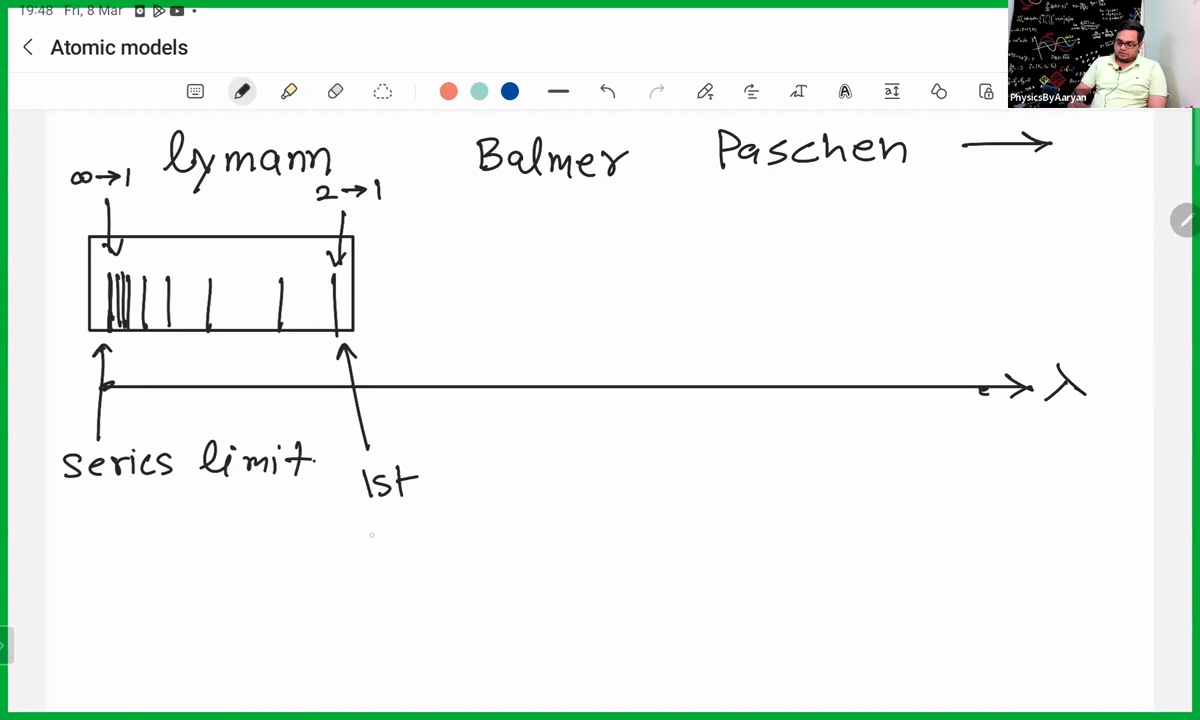 19:48 Fri, 8 Mar
Atomic models
PhysicsByAaryan
lymann Balmer Paschen →
∞→1 2→1
λ
series limit.
1st